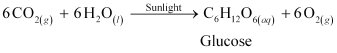 6CO₂(g) + 6H₂O(l) —Sunlight→ C₆H₁₂O₆(aq) + 6O₂(g)
Glucose